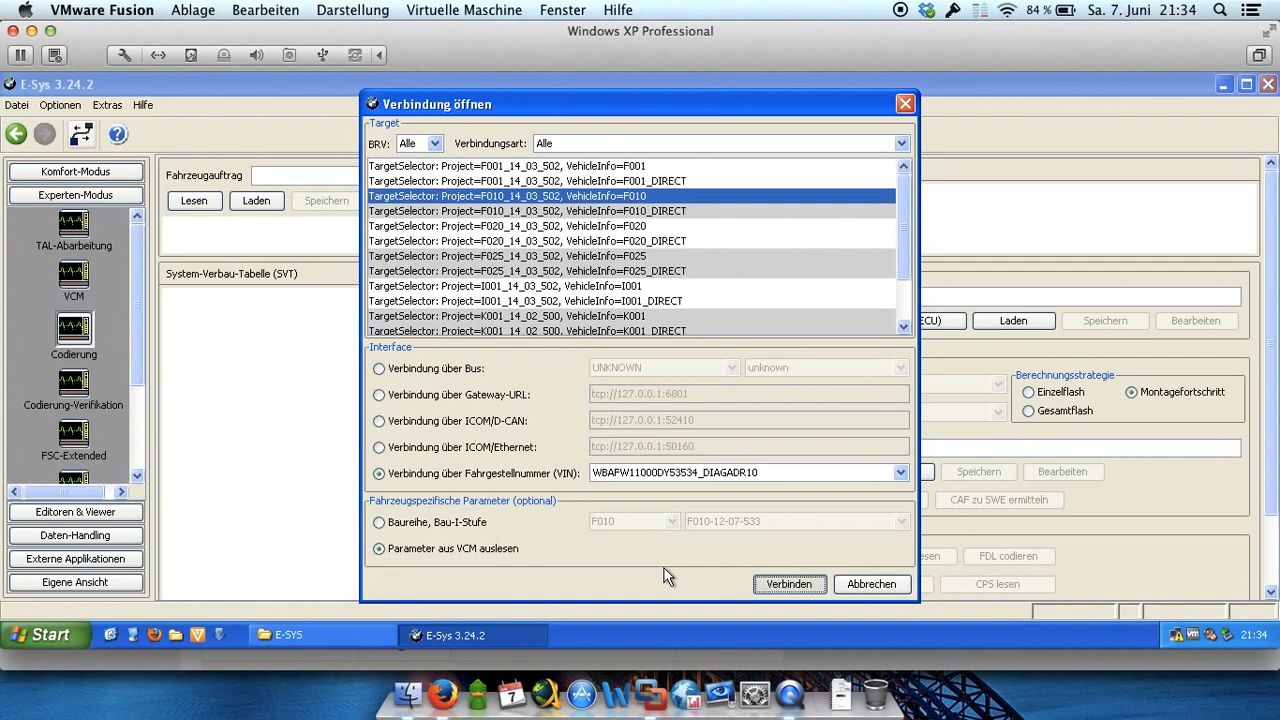 VMware Fusion Ablage Bearbeiten Darstellung Virtuelle Maschine Fenster Hilfe 84 % Sa. 7. Juni 21:34
Windows XP Professional
E-Sys 3.24.2
Datei Optionen Extras Hilfe
Komfort-Modus
Experten-Modus
TAL-Abarbeitung
VCM
Codierung
Codierung-Verifikation
FSC-Extended
Editoren & Viewer
Daten-Handling
Externe Applikationen
Eigene Ansicht
Fahrzeugauftrag
Lesen Laden Speichern
System-Verbau-Tabelle (SVT)
Verbindung öffnen
Target
BRV: Alle Verbindungsart: Alle
TargetSelector: Project=F001_14_03_502, VehicleInfo=F001
TargetSelector: Project=F001_14_03_502, VehicleInfo=F001_DIRECT
TargetSelector: Project=F010_14_03_502, VehicleInfo=F010
TargetSelector: Project=F010_14_03_502, VehicleInfo=F010_DIRECT
TargetSelector: Project=F020_14_03_502, VehicleInfo=F020
TargetSelector: Project=F020_14_03_502, VehicleInfo=F020_DIRECT
TargetSelector: Project=F025_14_03_502, VehicleInfo=F025
TargetSelector: Project=F025_14_03_502, VehicleInfo=F025_DIRECT
TargetSelector: Project=I001_14_03_502, VehicleInfo=I001
TargetSelector: Project=I001_14_03_502, VehicleInfo=I001_DIRECT
TargetSelector: Project=K001_14_02_500, VehicleInfo=K001
TargetSelector: Project=K001_14_02_500, VehicleInfo=K001_DIRECT
Interface
Verbindung über Bus: UNKNOWN unknown
Verbindung über Gateway-URL: tcp://127.0.0.1:6801
Verbindung über ICOM/D-CAN: tcp://127.0.0.1:52410
Verbindung über ICOM/Ethernet: tcp://127.0.0.1:50160
Verbindung über Fahrgestellnummer (VIN): WBAFW11000DY53534_DIAGADR10
Fahrzeugspezifische Parameter (optional)
Baureihe, Bau-I-Stufe F010 F010-12-07-533
Parameter aus VCM auslesen
Verbinden Abbrechen
ECU) Laden Speichern Bearbeiten
Berechnungsstrategie
Einzelflash Montagefortschritt
Gesamtflash
Speichern Bearbeiten
CAF zu SWE ermitteln
esen FDL codieren
CPS lesen
Start E-SYS E-Sys 3.24.2 21:34
7